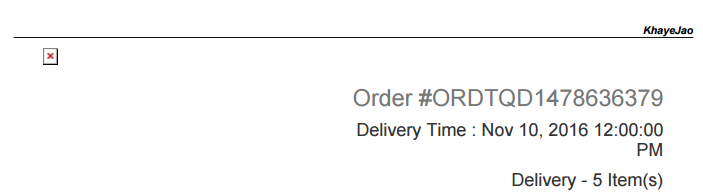 KhayeJao
Order #ORDTQD1478636379
Delivery Time : Nov 10, 2016 12:00:00
PM
Delivery - 5 Item(s)